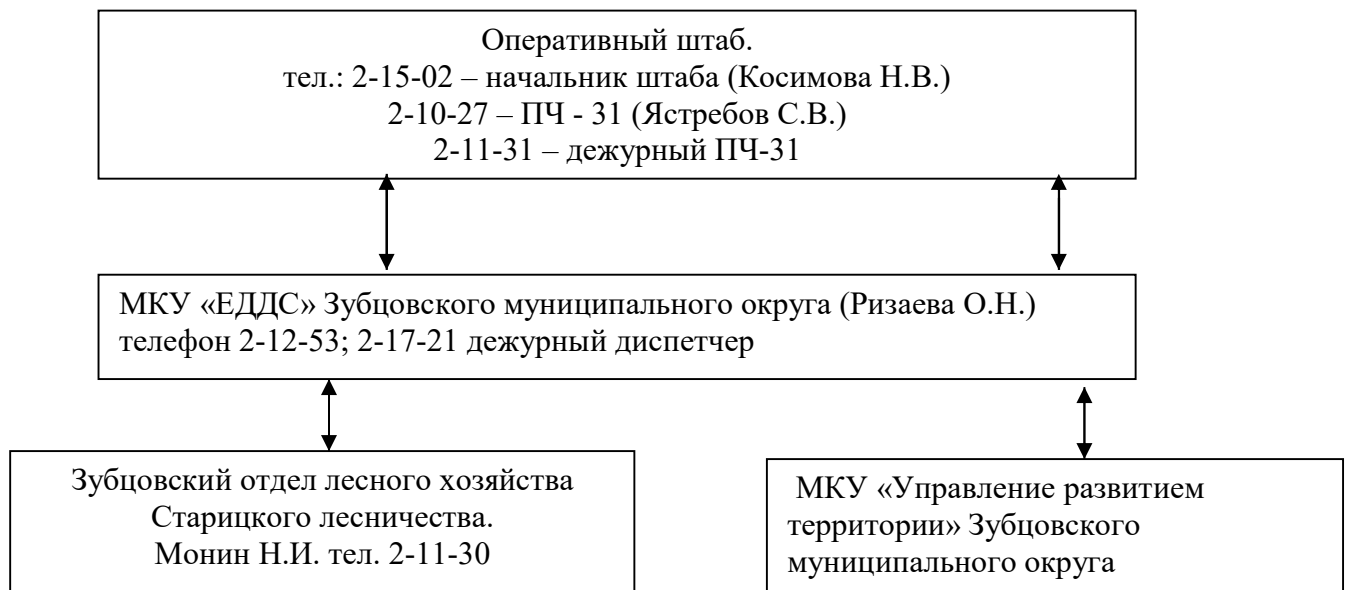 Оперативный штаб.
тел.: 2-15-02 – начальник штаба (Косимова Н.В.)
2-10-27 – ПЧ - 31 (Ястребов С.В.)
2-11-31 – дежурный ПЧ-31
МКУ «ЕДДС» Зубцовского муниципального округа (Ризаева О.Н.)
телефон 2-12-53; 2-17-21 дежурный диспетчер
Зубцовский отдел лесного хозяйства
Старицкого лесничества.
Монин Н.И. тел. 2-11-30
МКУ «Управление развитием
территории» Зубцовского
муниципального округа